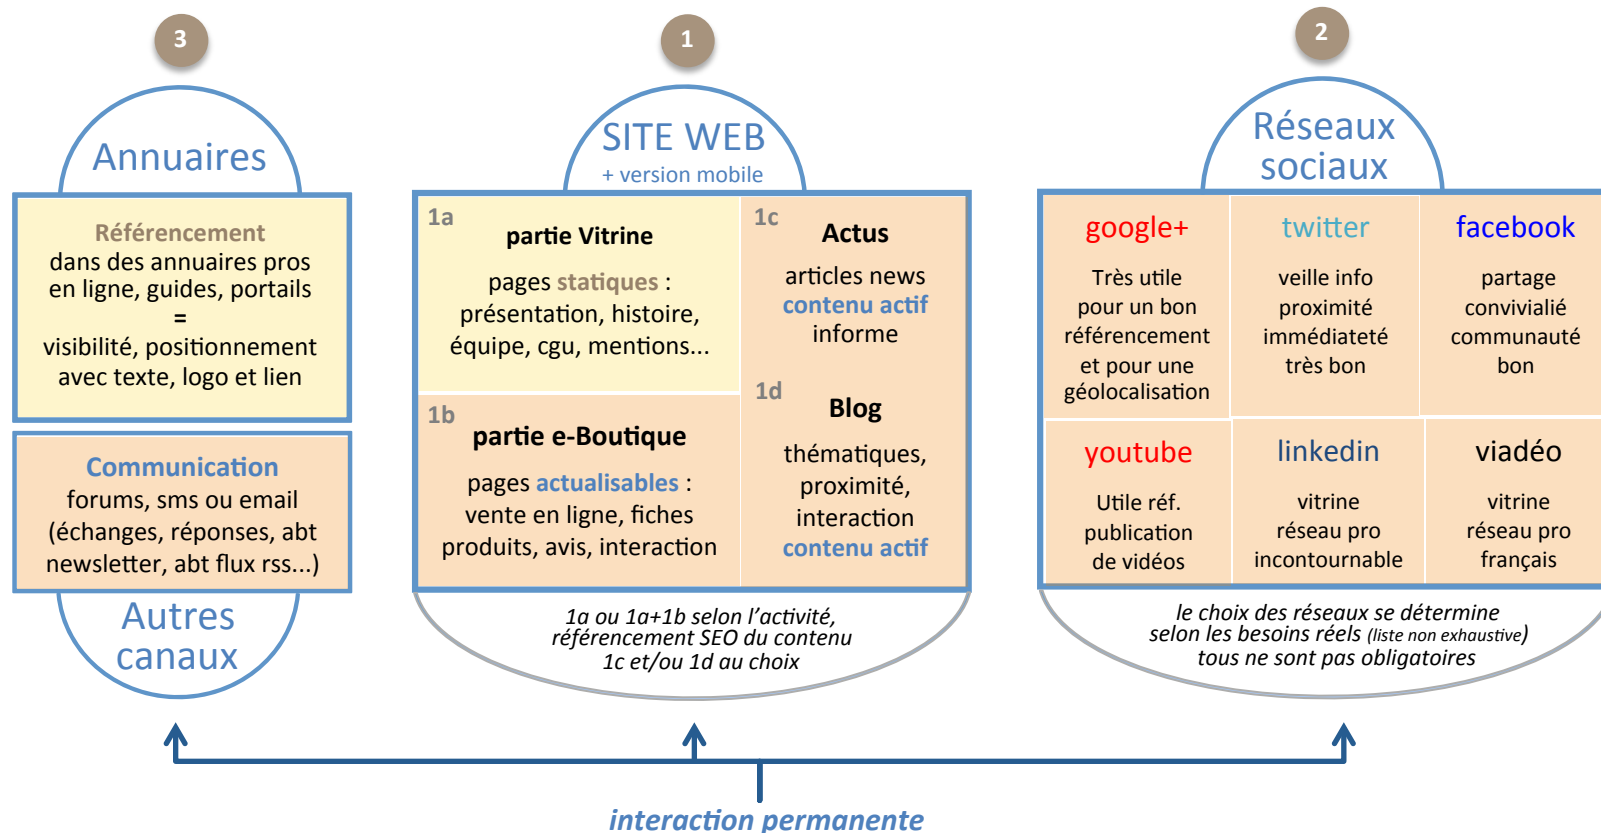 3
Annuaires
Référencement
dans des annuaires pros
en ligne, guides, portails
=
visibilité, positionnement
avec texte, logo et lien
Communication
forums, sms ou email
(échanges, réponses, abt
newsletter, abt flux rss...)
Autres
canaux
1
SITE WEB
+ version mobile
1a
partie Vitrine
pages statiques :
présentation, histoire,
équipe, cgu, mentions...
1b
partie e-Boutique
pages actualisables :
vente en ligne, fiches
produits, avis, interaction
1c
Actus
articles news
contenu actif
informe
1d
Blog
thématiques,
proximité,
interaction
contenu actif
1a ou 1a+1b selon l'activité,
référencement SEO du contenu
1c et/ou 1d au choix
2
Réseaux
sociaux
google+
Très utile
pour un bon
référencement
et pour une
géolocalisation
twitter
veille info
proximité
immédiateté
très bon
facebook
partage
convivialié
communauté
bon
youtube
Utile réf.
publication
de vidéos
linkedin
vitrine
réseau pro
incontournable
viadéo
vitrine
réseau pro
français
le choix des réseaux se détermine
selon les besoins réels (liste non exhaustive)
tous ne sont pas obligatoires
interaction permanente